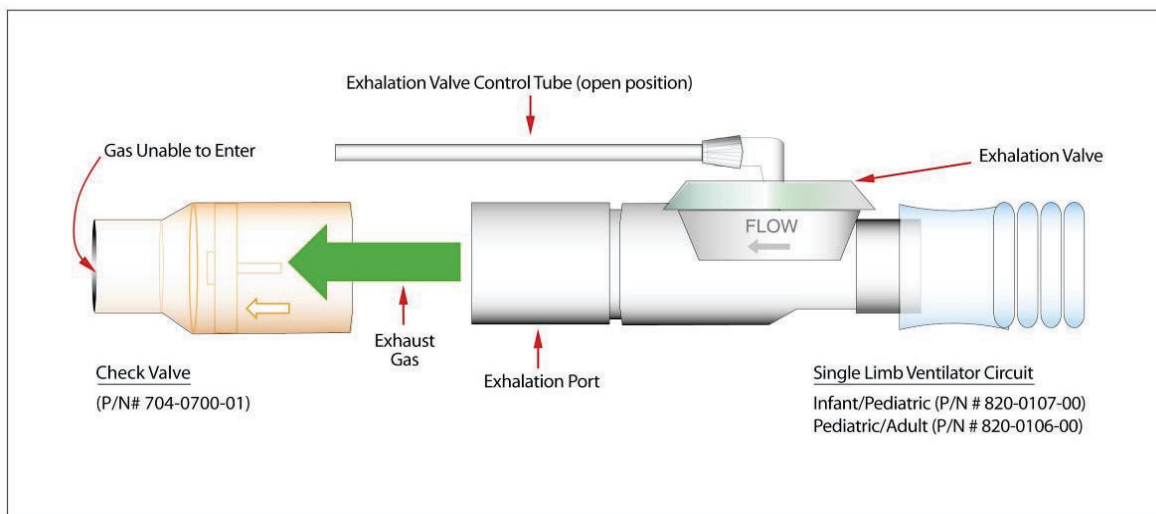 Exhalation Valve Control Tube (open position)
Gas Unable to Enter
Exhalation Valve
FLOW
Exhaust
Gas
Exhalation Port
Check Valve
(P/N# 704-0700-01)
Single Limb Ventilator Circuit
Infant/Pediatric (P/N # 820-0107-00)
Pediatric/Adult (P/N # 820-0106-00)